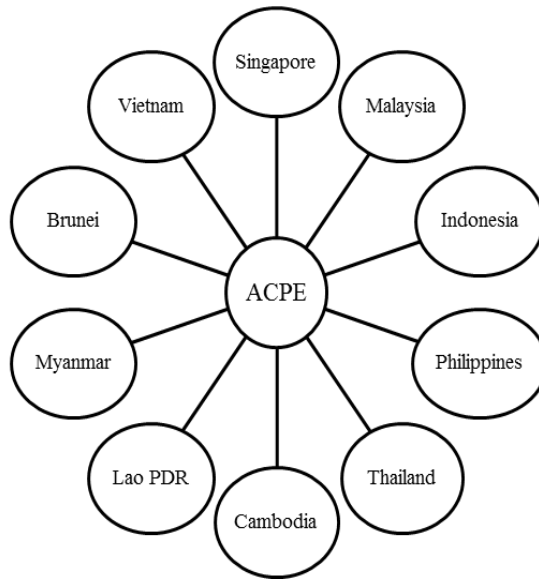 Singapore
Vietnam
Malaysia
Brunei
Indonesia
ACPE
Myanmar
Philippines
Lao PDR
Thailand
Cambodia